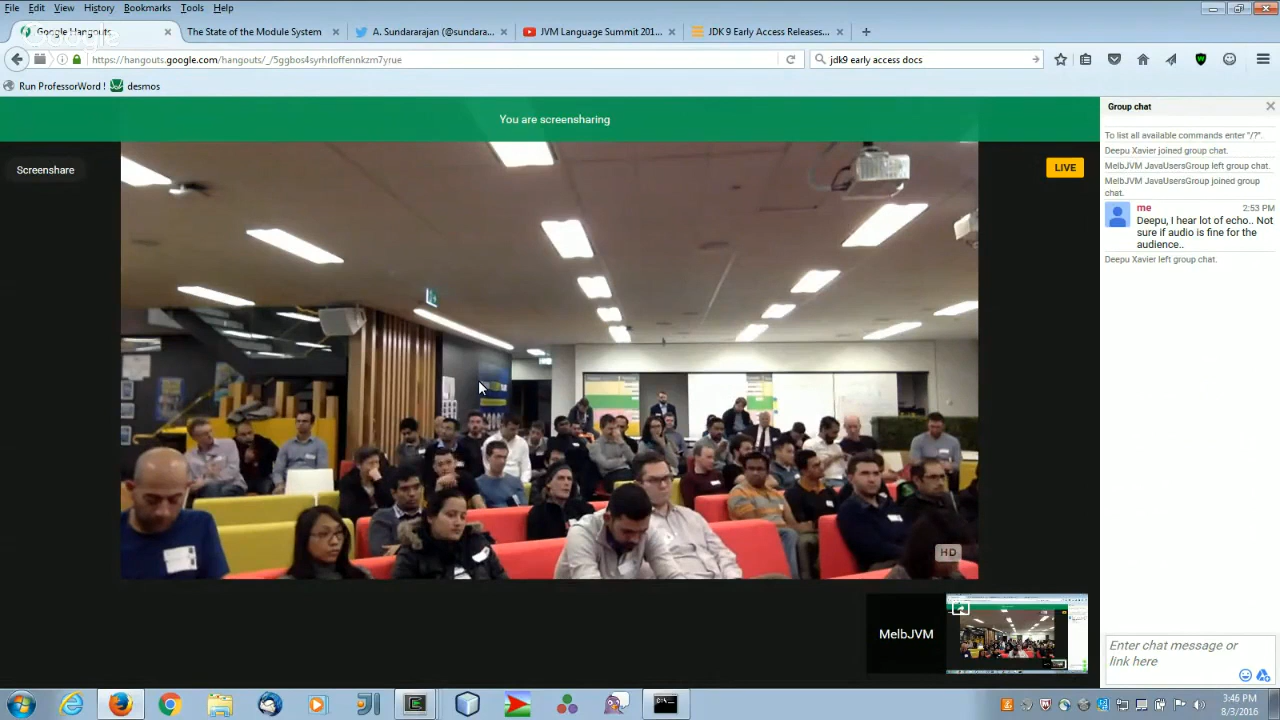 File Edit View History Bookmarks Tools Help
Google Hangouts
The State of the Module System
A. Sundararajan (@sundara...
JVM Language Summit 201...
JDK 9 Early Access Releases...
https://hangouts.google.com/hangouts/_/5ggbos4syrhrloffennkzm7yrue
jdk9 early access docs
Run ProfessorWord !
desmos
You are screensharing
Screenshare
LIVE
HD
MelbJVM
Group chat
To list all available commands enter "/?".
Deepu Xavier joined group chat.
MelbJVM JavaUsersGroup left group chat.
MelbJVM JavaUsersGroup joined group
chat.
me 2:53 PM
Deepu, I hear lot of echo.. Not
sure if audio is fine for the
audience..
Deepu Xavier left group chat.
Enter chat message or
link here
3:46 PM
8/3/2016